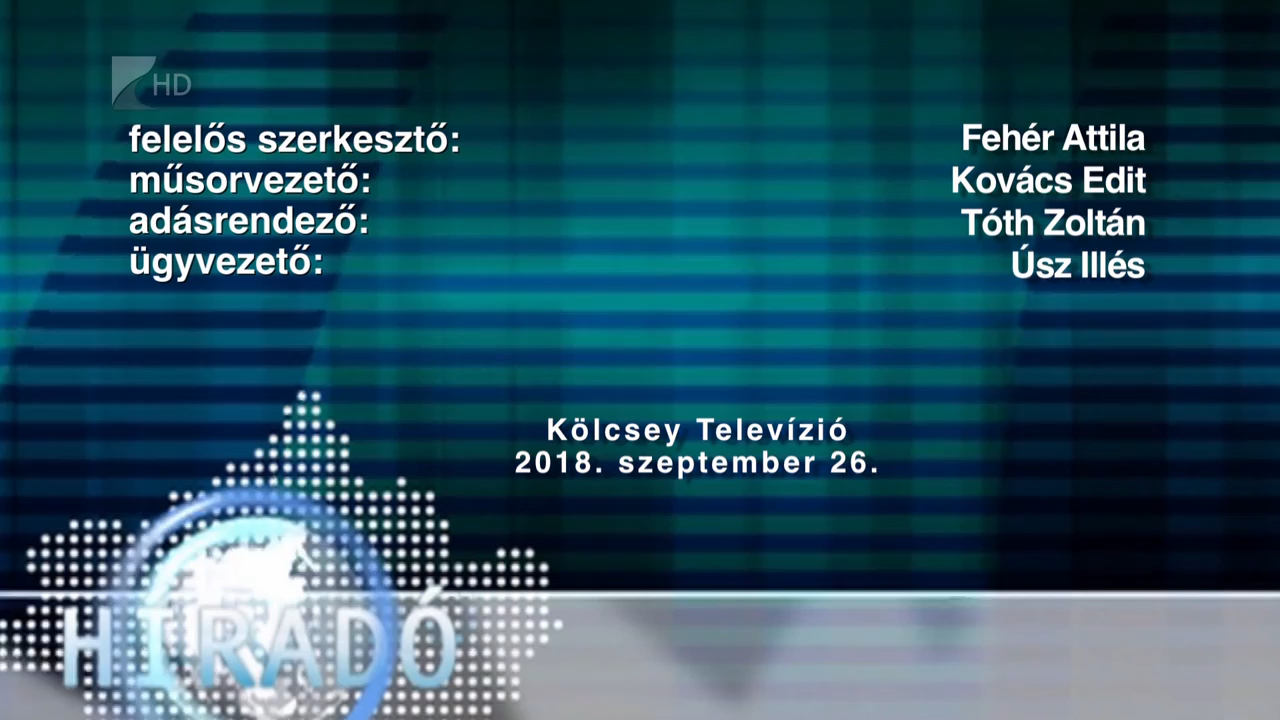 HD
felelős szerkesztő: Fehér Attila
műsorvezető: Kovács Edit
adásrendező: Tóth Zoltán
ügyvezető: Úsz Illés
Kölcsey Televízió
2018. szeptember 26.
HÍRADÓ